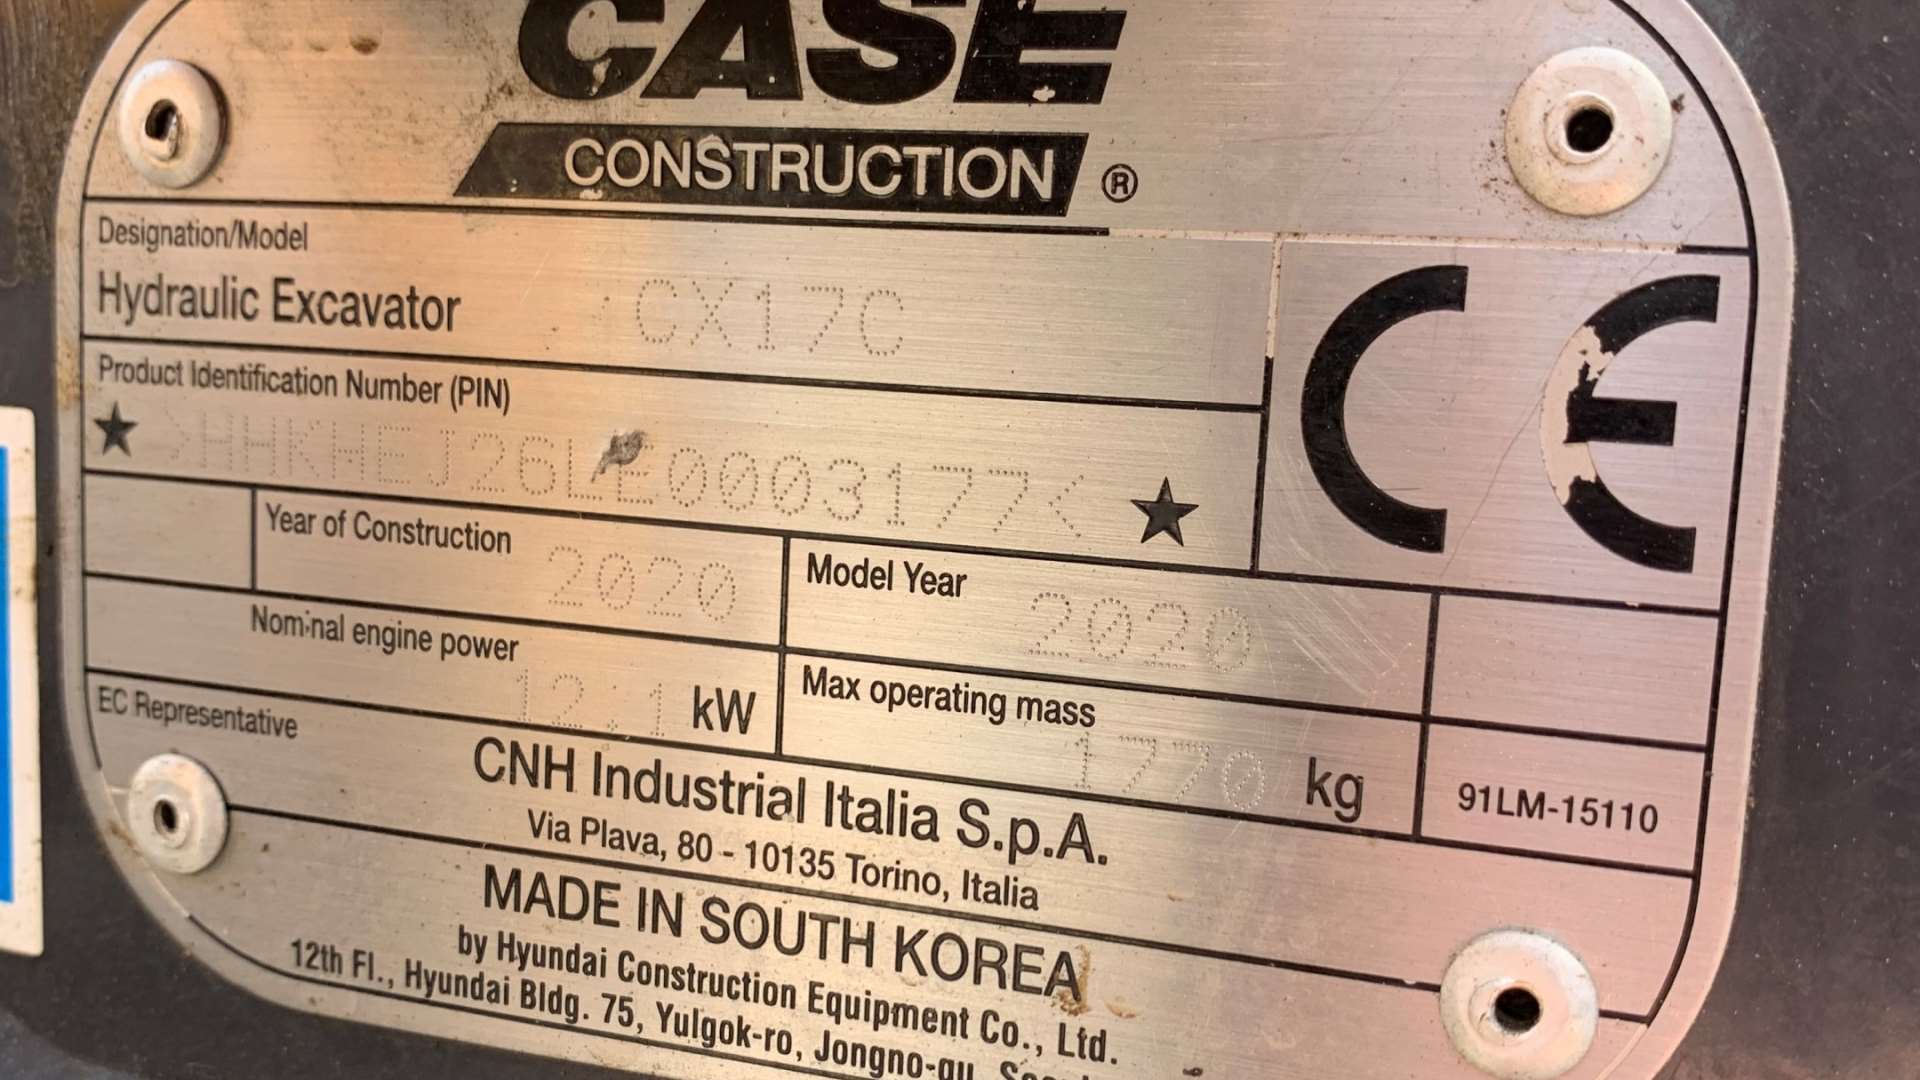 CASE
CONSTRUCTION ®
Designation/Model
Hydraulic Excavator CX17C
Product Identification Number (PIN)
★ >HHKHEJ26LE0003177< ★
CE
Year of Construction 2020
Model Year 2020
Nominal engine power 12.1 kW
Max operating mass 1770 kg
91LM-15110
EC Representative
CNH Industrial Italia S.p.A.
Via Plava, 80 - 10135 Torino, Italia
MADE IN SOUTH KOREA
by Hyundai Construction Equipment Co., Ltd.
12th Fl., Hyundai Bldg. 75, Yulgok-ro, Jongno-gu,